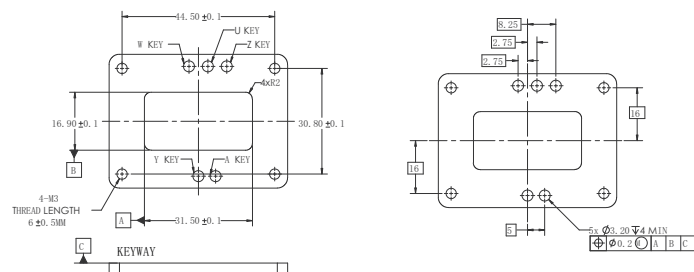 44.50±0.1
U KEY
W KEY
Z KEY
4xR2
16.90±0.1
30.80±0.1
B
Y KEY
A KEY
4-M3
THREAD LENGTH
6 ±0.5MM
A
31.50±0.1
C
KEYWAY
8.25
2.75
2.75
16
16
5
5x Ø3.20 ↧4 MIN
⌖ Ø0.2 Ⓜ A B C